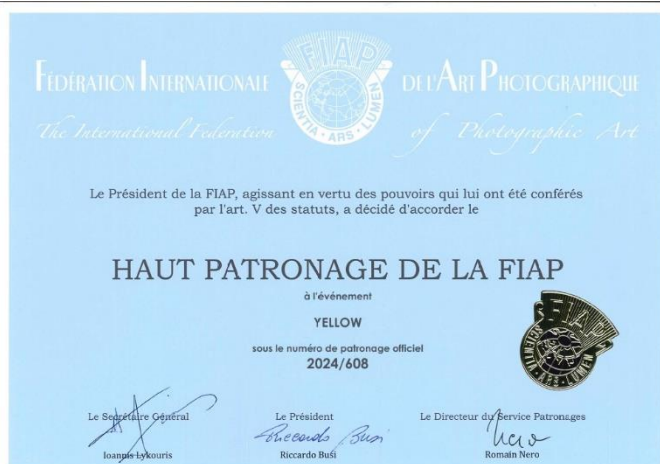 FÉDÉRATION INTERNATIONALE DE L'ART PHOTOGRAPHIQUE
FIAP
SCIENTIA · ARS · LUMEN
The International Federation of Photographic Art
Le Président de la FIAP, agissant en vertu des pouvoirs qui lui ont été conférés
par l'art. V des statuts, a décidé d'accorder le
HAUT PATRONAGE DE LA FIAP
à l'événement
YELLOW
sous le numéro de patronage officiel
2024/608
FIAP
SCIENTIA · ARS · LUMEN
Le Secrétaire Général Le Président Le Directeur du Service Patronages
Riccardo Busi Nero
Ioannis Lykouris Riccardo Busi Romain Nero